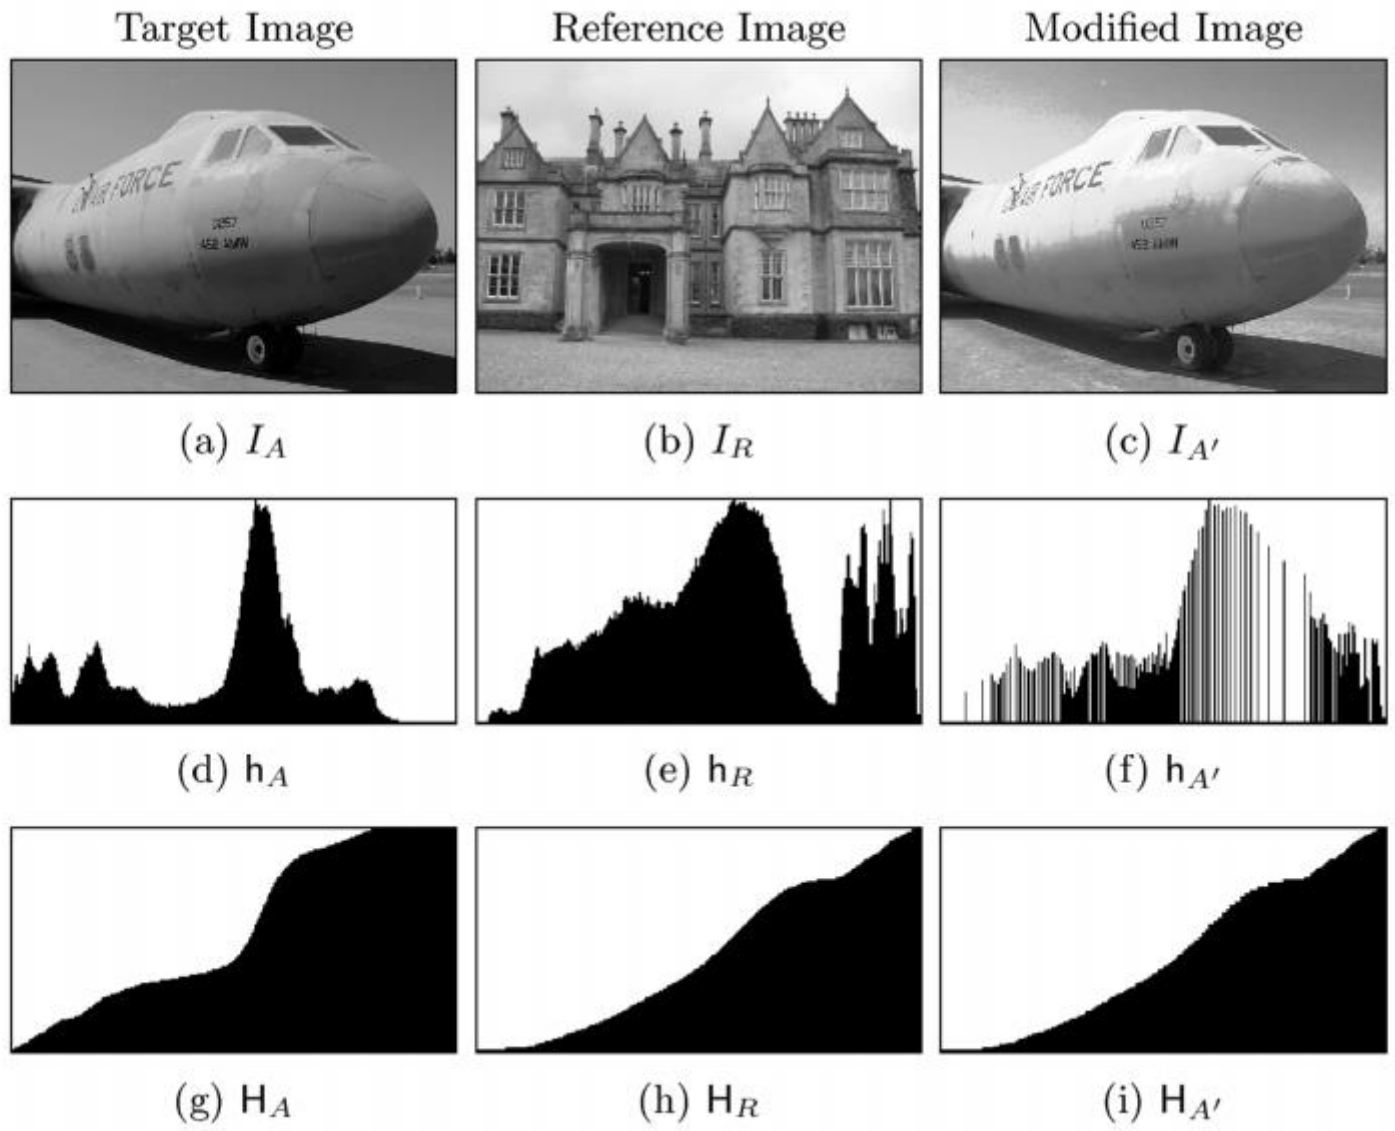 Target Image Reference Image Modified Image
AIR FORCE
AIR FORCE
(a) I_A (b) I_R (c) I_A′
(d) h_A (e) h_R (f) h_A′
(g) H_A (h) H_R (i) H_A′